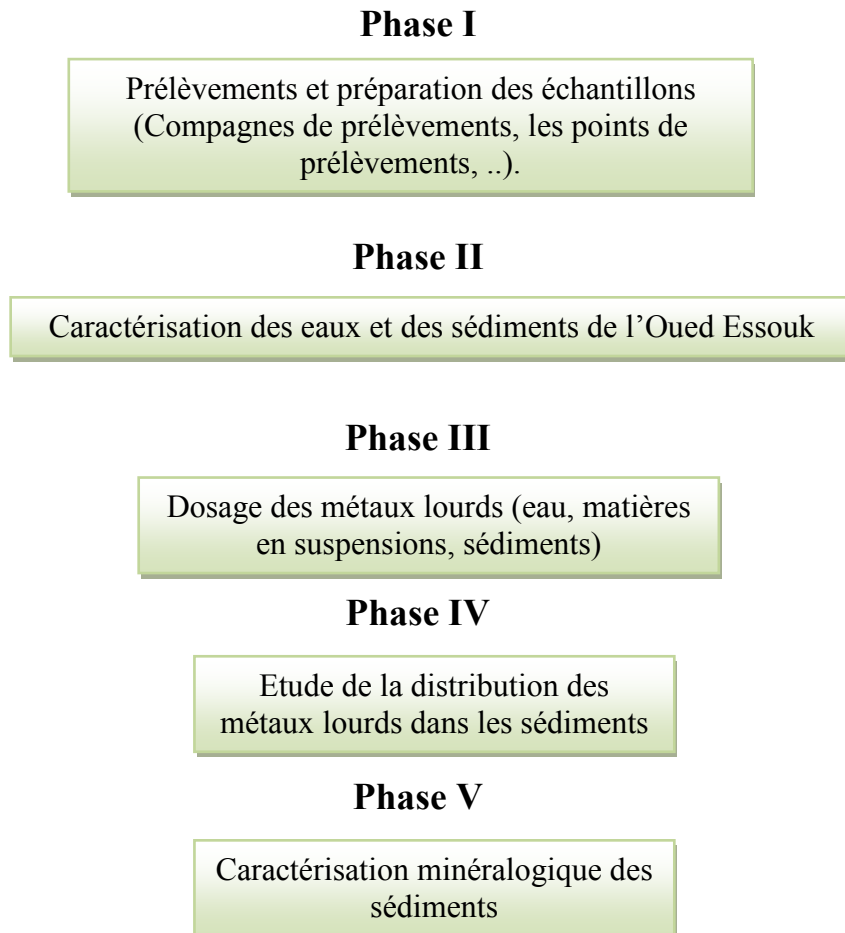 Phase I
Prélèvements et préparation des échantillons
(Compagnes de prélèvements, les points de
prélèvements, ..).
Phase II
Caractérisation des eaux et des sédiments de l’Oued Essouk
Phase III
Dosage des métaux lourds (eau, matières
en suspensions, sédiments)
Phase IV
Etude de la distribution des
métaux lourds dans les sédiments
Phase V
Caractérisation minéralogique des
sédiments